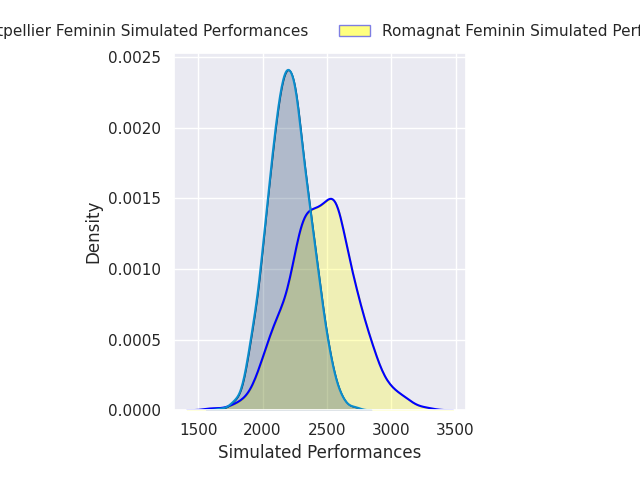 tpellier Feminin Simulated Performances Romagnat Feminin Simulated Perf
0.0025
0.0020
0.0015
0.0010
0.0005
0.0000
Density
1500 2000 2500 3000 3500
Simulated Performances